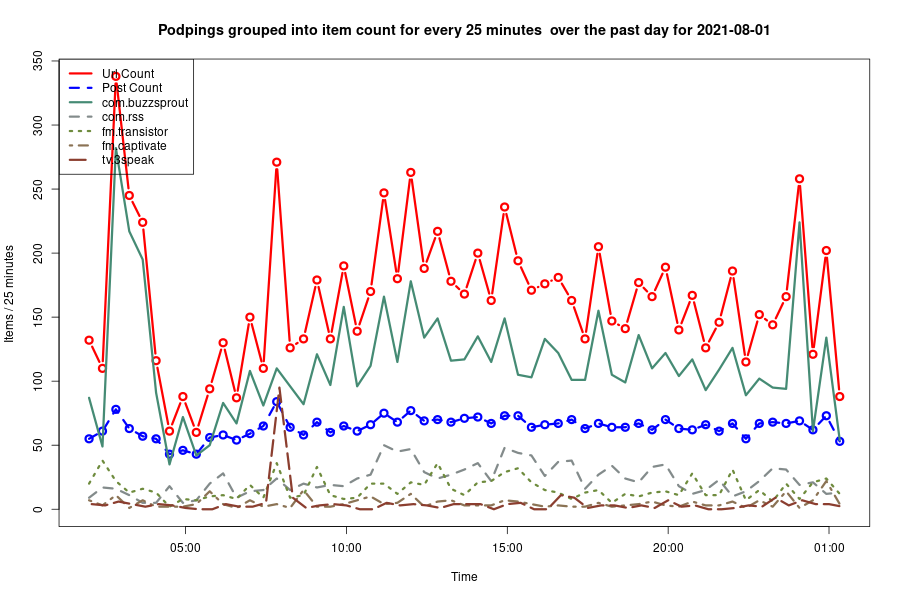 Podpings grouped into item count for every 25 minutes  over the past day for 2021-08-01
Items / 25 minutes
350
300
250
200
150
100
50
0
Url Count
Post Count
com.buzzsprout
com.rss
fm.transistor
fm.captivate
tv.3speak
05:00
10:00
15:00
20:00
01:00
Time